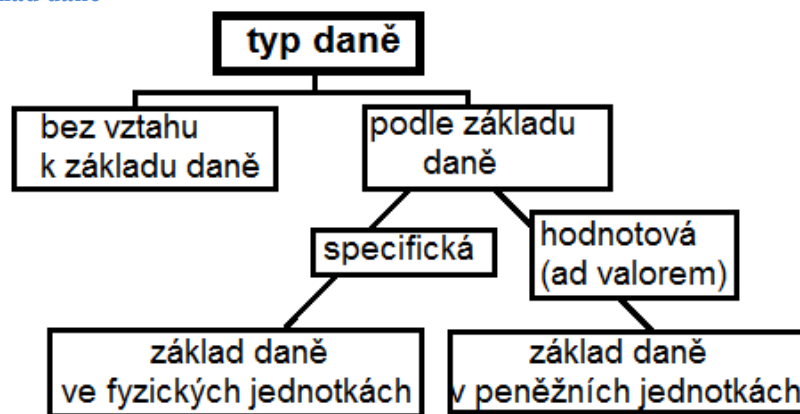 typ daně
bez vztahu
k základu daně
podle základu
daně
specifická
hodnotová
(ad valorem)
základ daně
ve fyzických jednotkách
základ daně
v peněžních jednotkách